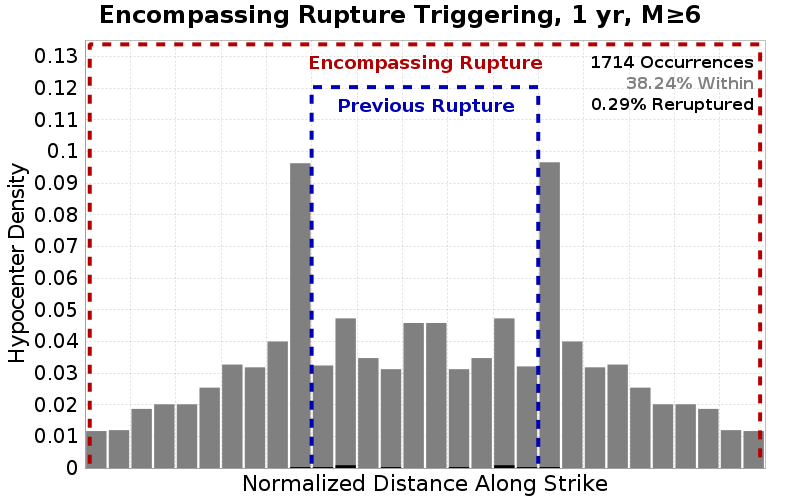 Encompassing Rupture Triggering, 1 yr, M≥6
Encompassing Rupture
1714 Occurrences
38.24% Within
0.29% Reruptured
Previous Rupture
Hypocenter Density
0.13
0.12
0.11
0.1
0.09
0.08
0.07
0.06
0.05
0.04
0.03
0.02
0.01
0
Normalized Distance Along Strike